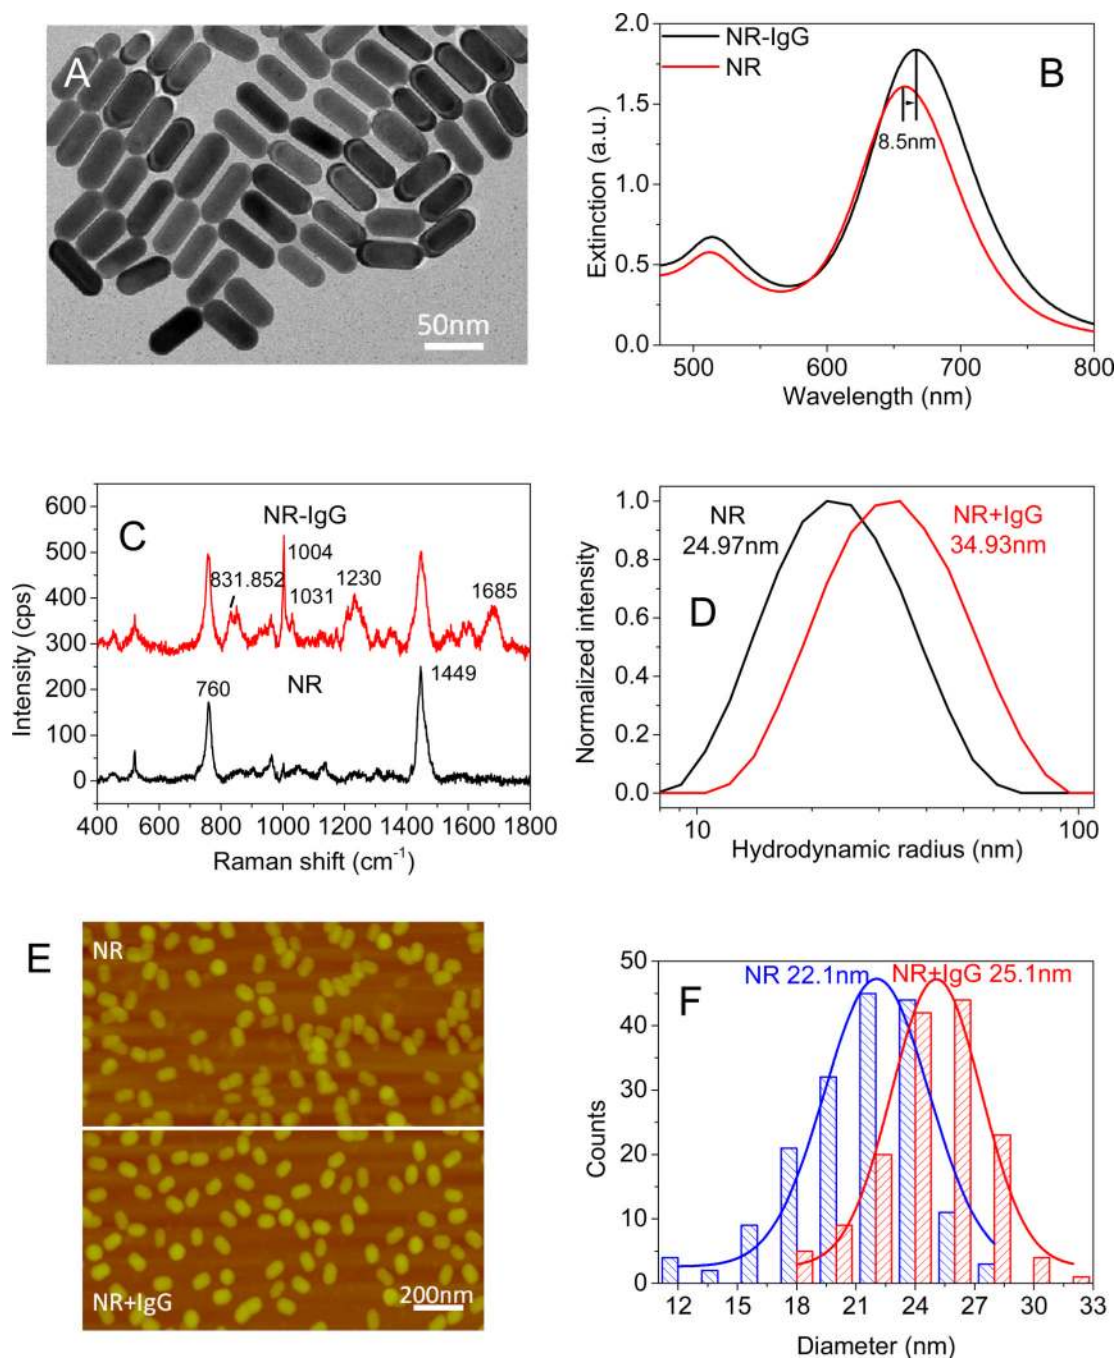 A
50nm
B
NR-IgG
NR
8.5nm
2.0
1.5
1.0
0.5
0.0
Extinction (a.u.)
500
600
700
800
Wavelength (nm)
C
NR-IgG
831.852
1004
1031
1230
1685
NR
760
1449
600
500
400
300
200
100
0
Intensity (cps)
400 600 800 1000 1200 1400 1600 1800
Raman shift (cm⁻¹)
D
NR
24.97nm
NR+IgG
34.93nm
1.0
0.8
0.6
0.4
0.2
0.0
Normalized intensity
10
100
Hydrodynamic radius (nm)
E
NR
NR+IgG
200nm
F
NR 22.1nm
NR+IgG 25.1nm
50
40
30
20
10
0
Counts
12 15 18 21 24 27 30 33
Diameter (nm)